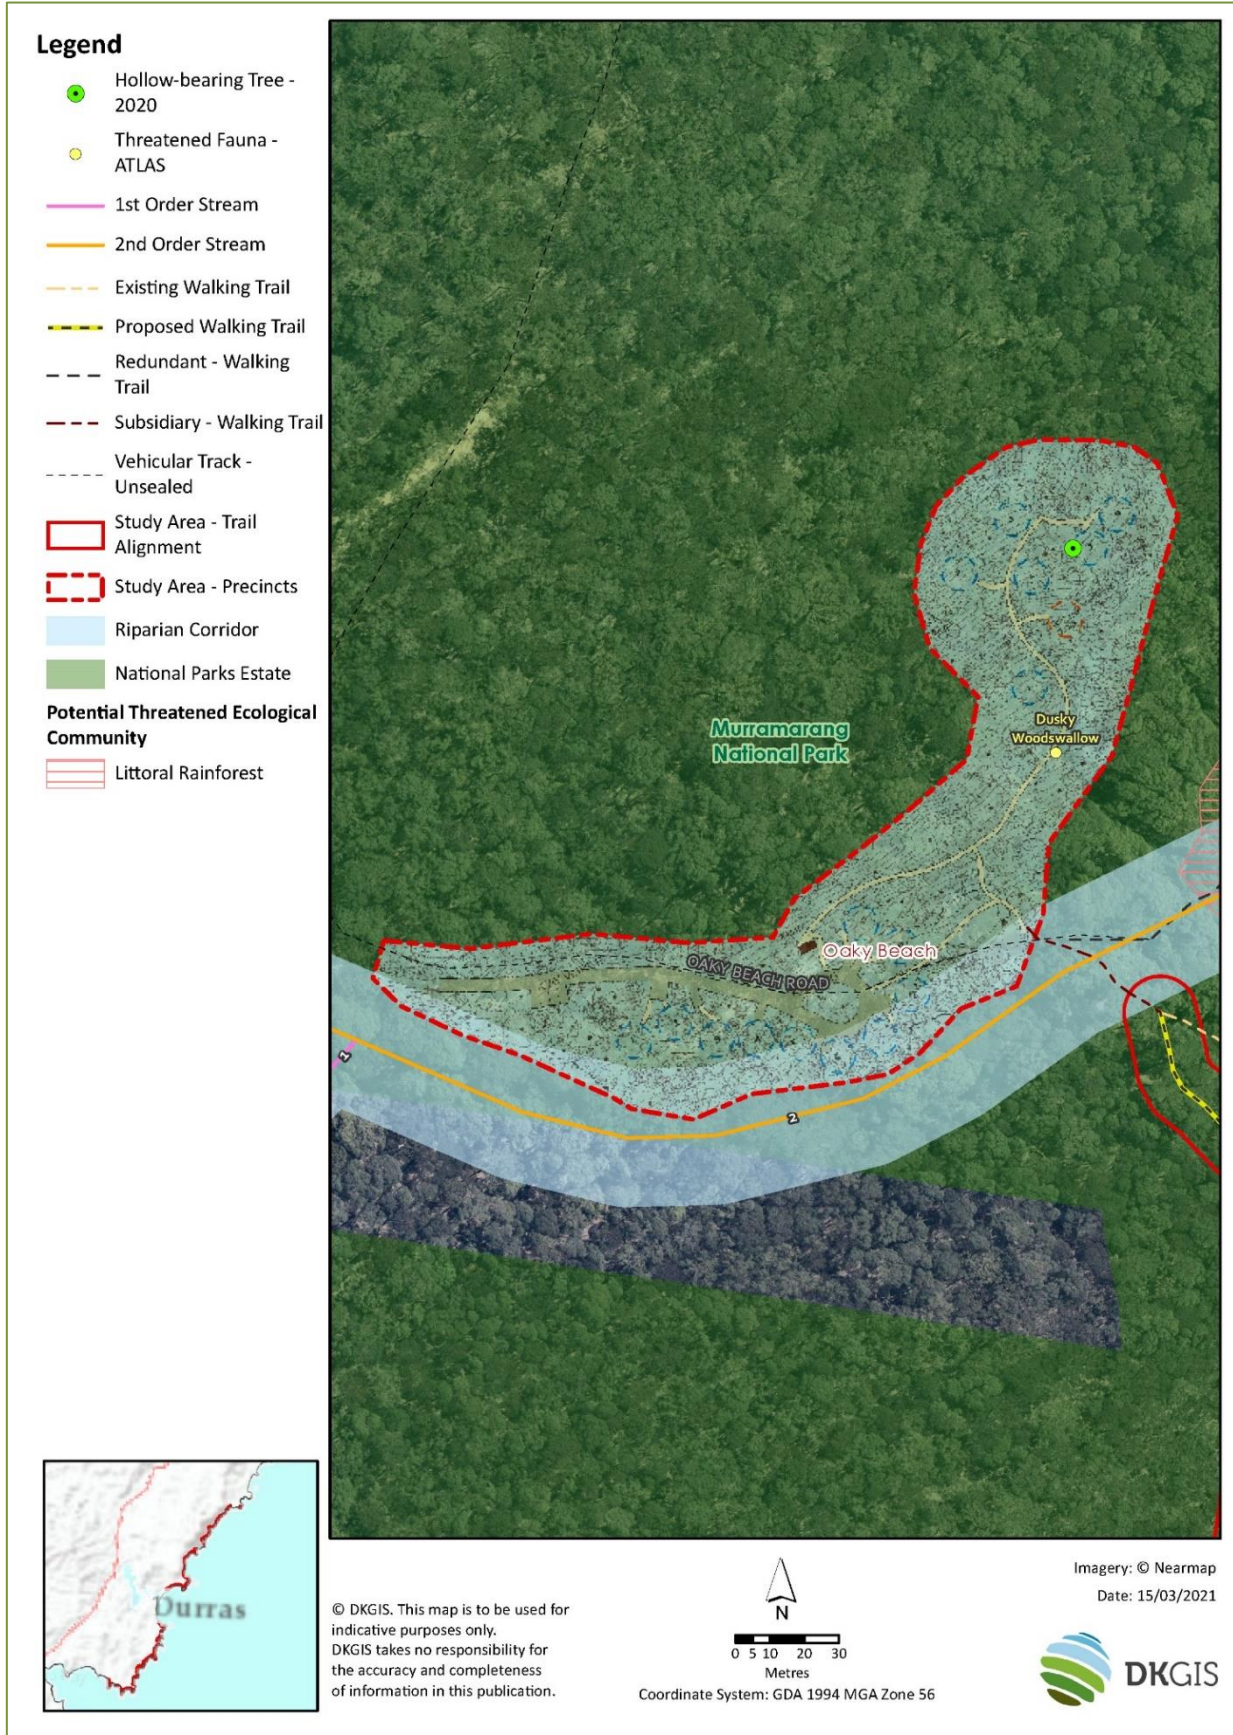 Legend
Hollow-bearing Tree -
2020
Threatened Fauna -
ATLAS
1st Order Stream
2nd Order Stream
Existing Walking Trail
Proposed Walking Trail
Redundant - Walking
Trail
Subsidiary - Walking Trail
Vehicular Track -
Unsealed
Study Area - Trail
Alignment
Study Area - Precincts
Riparian Corridor
National Parks Estate
Potential Threatened Ecological
Community
Littoral Rainforest
Murramarang
National Park
Dusky
Woodswallow
Oaky Beach
OAKY BEACH ROAD
1
2
Durras
© DKGIS. This map is to be used for
indicative purposes only.
DKGIS takes no responsibility for
the accuracy and completeness
of information in this publication.
N
0 5 10 20 30
Metres
Coordinate System: GDA 1994 MGA Zone 56
Imagery: © Nearmap
Date: 15/03/2021
DKGIS